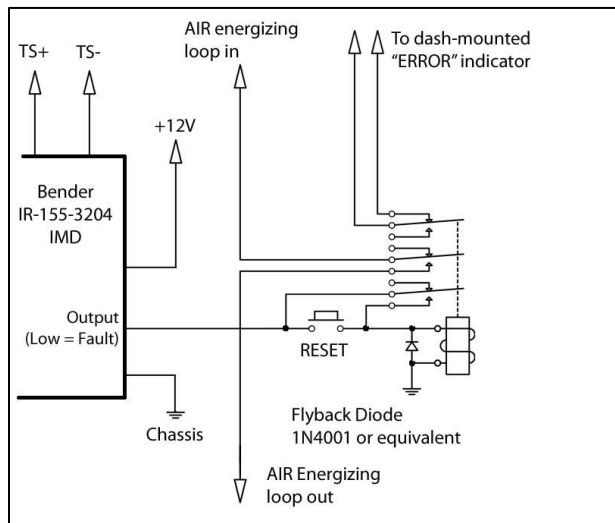 AIR energizing
loop in
To dash-mounted
“ERROR” indicator
TS+
TS-
+12V
Bender
IR-155-3204
IMD
Output
(Low = Fault)
RESET
Chassis
Flyback Diode
1N4001 or equivalent
AIR Energizing
loop out